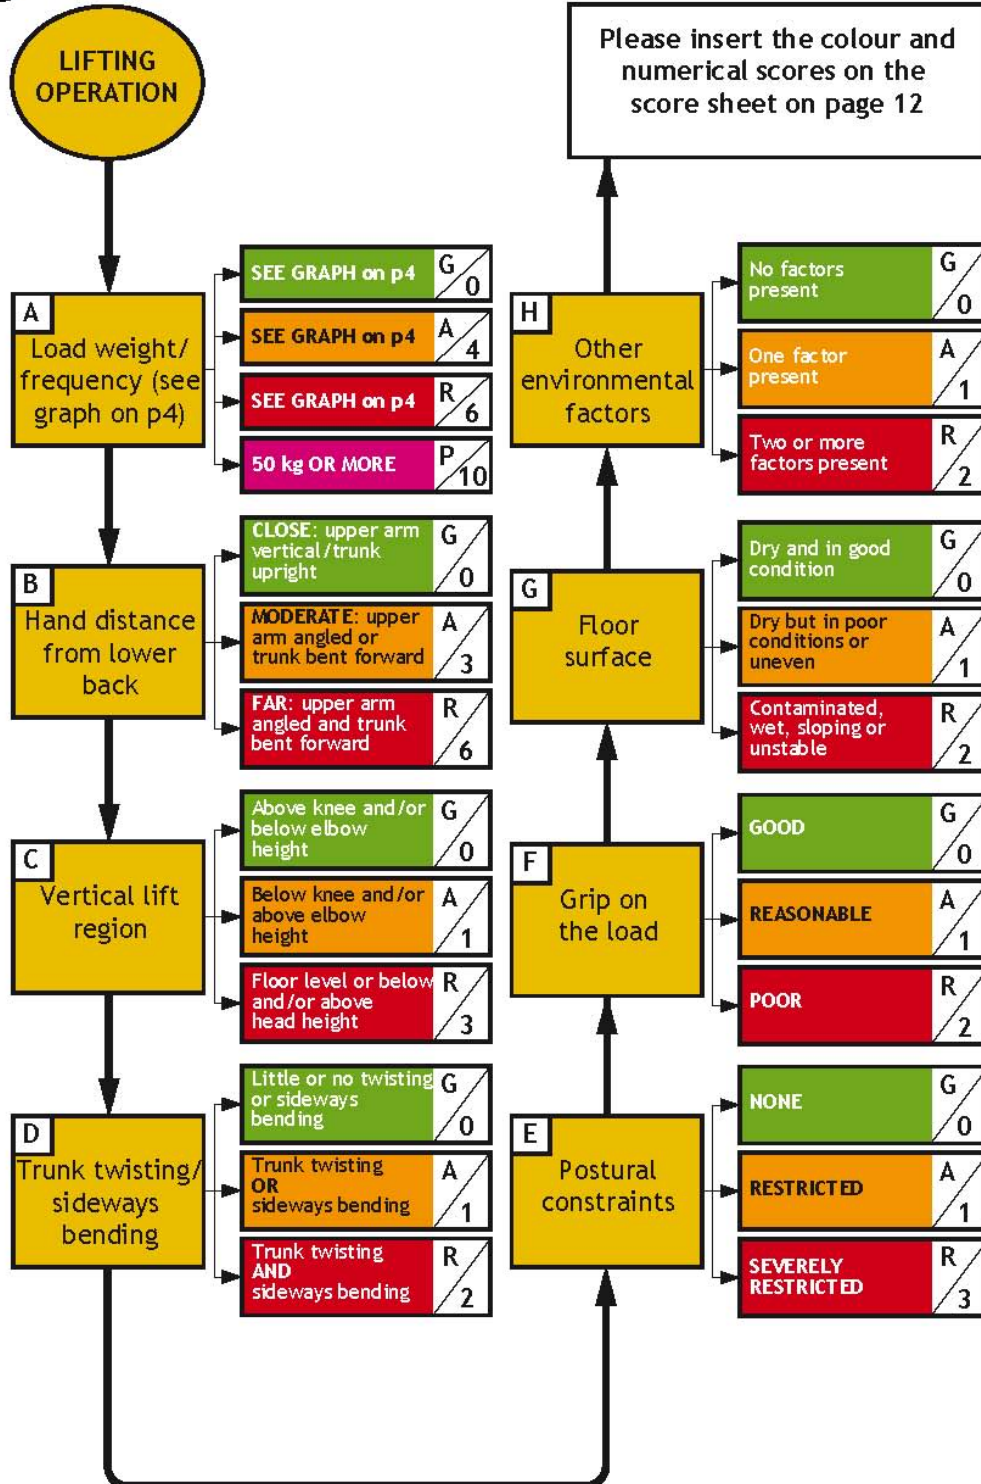 LIFTING
OPERATION
A
Load weight/
frequency (see
graph on p4)
SEE GRAPH on p4
G
0
SEE GRAPH on p4
A
4
SEE GRAPH on p4
R
6
50 kg OR MORE
P
10
B
Hand distance
from lower
back
CLOSE: upper arm
vertical/trunk
upright
G
0
MODERATE: upper
arm angled or
trunk bent forward
A
3
FAR: upper arm
angled and trunk
bent forward
R
6
C
Vertical lift
region
Above knee and/or
below elbow
height
G
0
Below knee and/or
above elbow
height
A
1
Floor level or below
and/or above
head height
R
3
D
Trunk twisting/
sideways
bending
Little or no twisting
or sideways
bending
G
0
Trunk twisting
OR
sideways bending
A
1
Trunk twisting
AND
sideways bending
R
2
E
Postural
constraints
NONE
G
0
RESTRICTED
A
1
SEVERELY
RESTRICTED
R
3
F
Grip on
the load
GOOD
G
0
REASONABLE
A
1
POOR
R
2
G
Floor
surface
Dry and in good
condition
G
0
Dry but in poor
conditions or
uneven
A
1
Contaminated,
wet, sloping or
unstable
R
2
H
Other
environmental
factors
No factors
present
G
0
One factor
present
A
1
Two or more
factors present
R
2
Please insert the colour and
numerical scores on the
score sheet on page 12